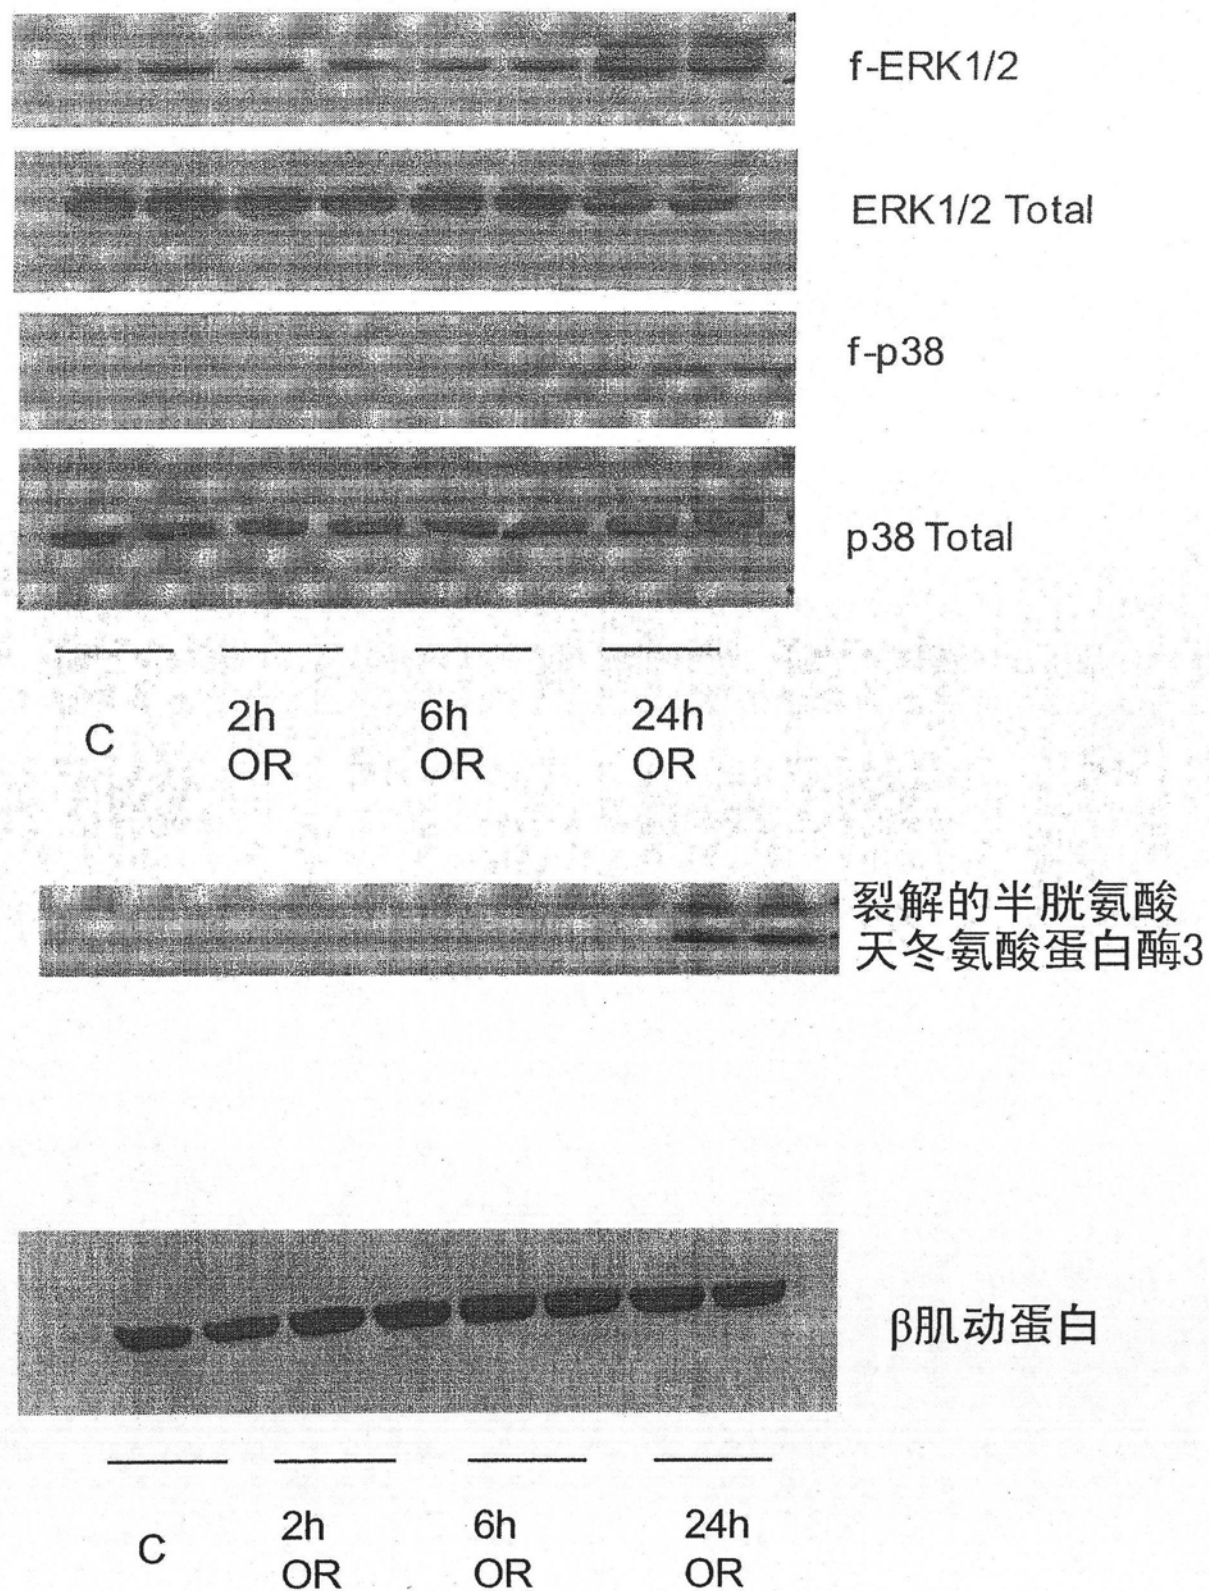 f-ERK1/2
ERK1/2 Total
f-p38
p38 Total
C
2h
OR
6h
OR
24h
OR
裂解的半胱氨酸
天冬氨酸蛋白酶3
β肌动蛋白
C
2h
OR
6h
OR
24h
OR